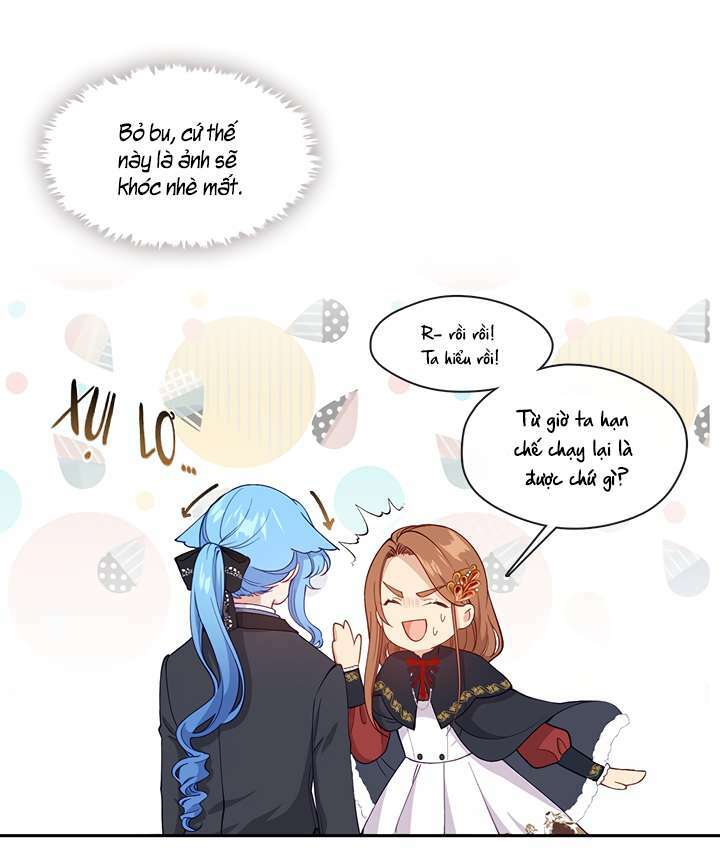 Bỏ bu, cứ thế
này là ảnh sẽ
khóc nhè mất.
R- rồi rồi!
Ta hiểu rồi!
XỤI LƠ...
Từ giờ ta hạn
chế chạy lại là
được chứ gì?